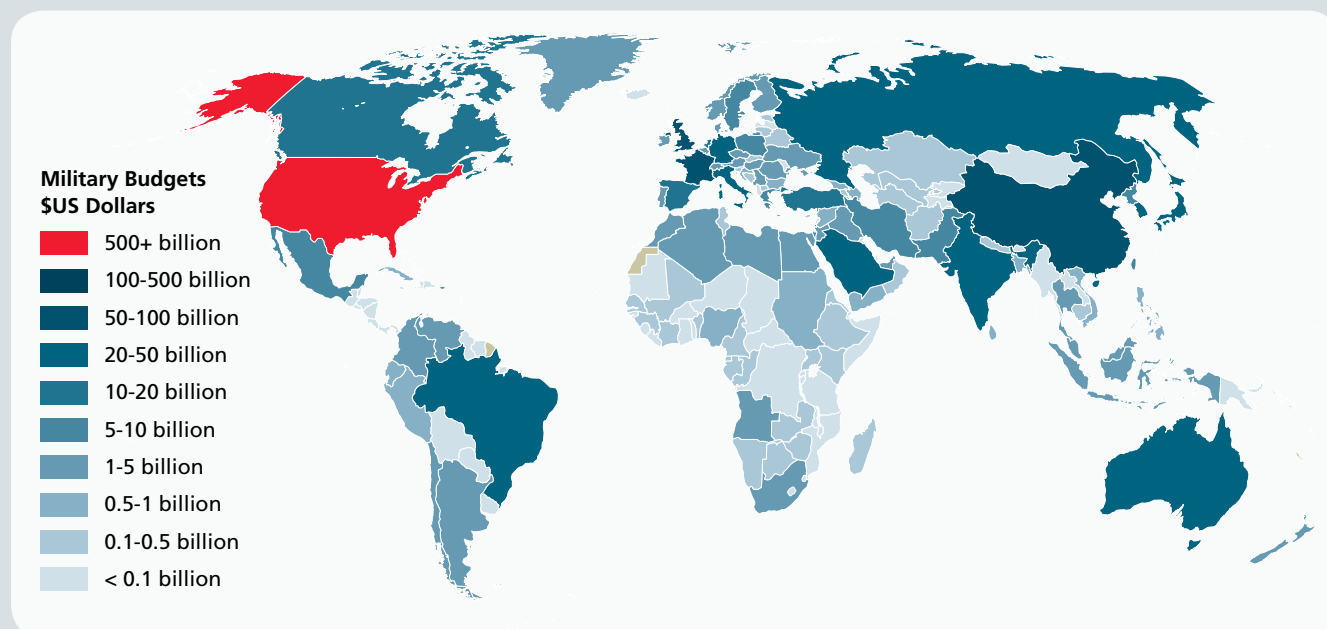 Military Budgets
$US Dollars
500+ billion
100-500 billion
50-100 billion
20-50 billion
10-20 billion
5-10 billion
1-5 billion
0.5-1 billion
0.1-0.5 billion
< 0.1 billion